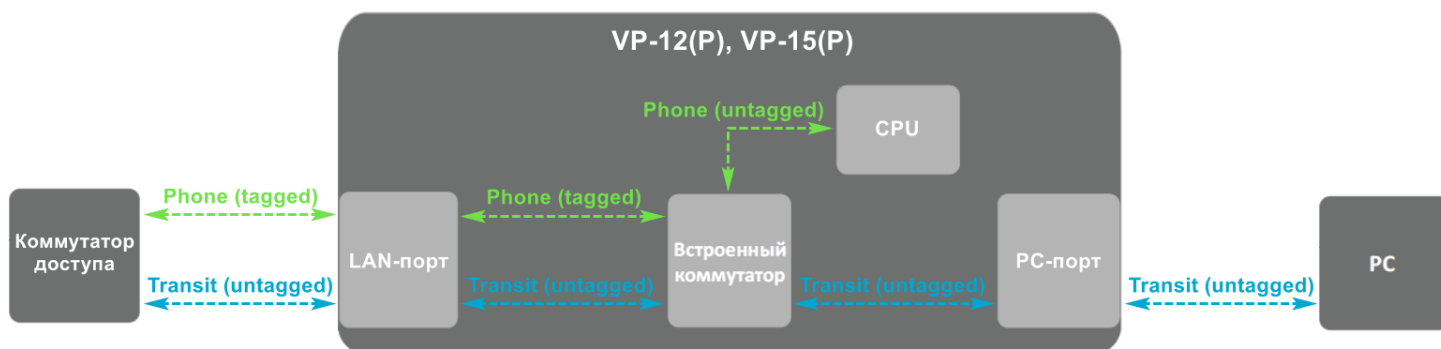 VP-12(P), VP-15(P)
Phone (untagged)
CPU
Phone (tagged)
Phone (tagged)
Коммутатор
доступа
LAN-порт
Встроенный
коммутатор
PC-порт
PC
Transit (untagged)
Transit (untagged)
Transit (untagged)
Transit (untagged)